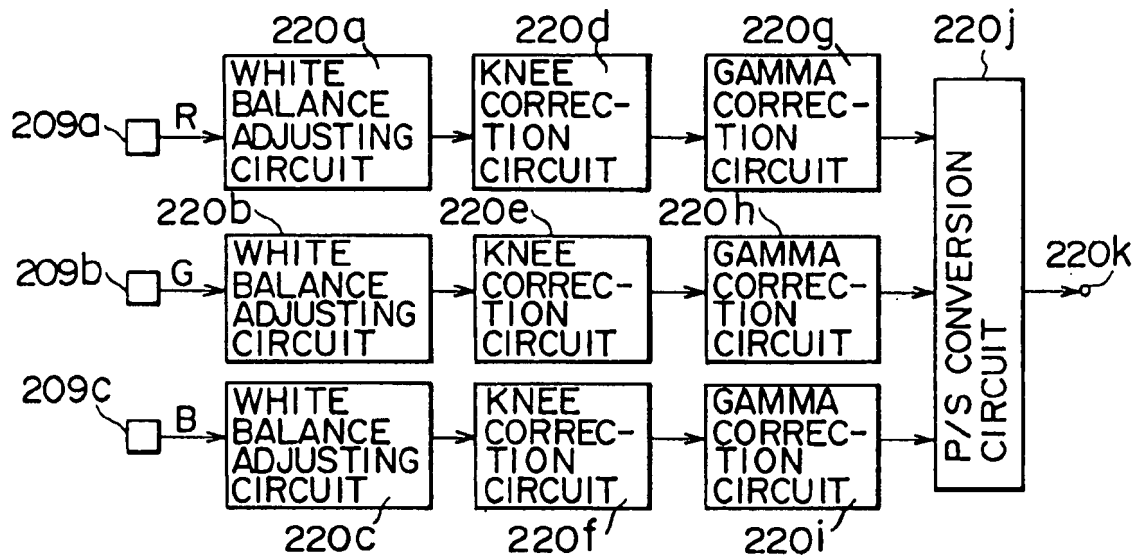 220a
220d
220g
220j
209a
R
WHITE
BALANCE
ADJUSTING
CIRCUIT
KNEE
CORREC-
TION
CIRCUIT
GAMMA
CORREC-
TION
CIRCUIT
P/S CONVERSION
CIRCUIT
220b
220e
220h
220k
209b
G
WHITE
BALANCE
ADJUSTING
CIRCUIT
KNEE
CORREC-
TION
CIRCUIT
GAMMA
CORREC-
TION
CIRCUIT
209c
B
WHITE
BALANCE
ADJUSTING
CIRCUIT
KNEE
CORREC-
TION
CIRCUIT
GAMMA
CORREC-
TION
CIRCUIT
220c
220f
220i